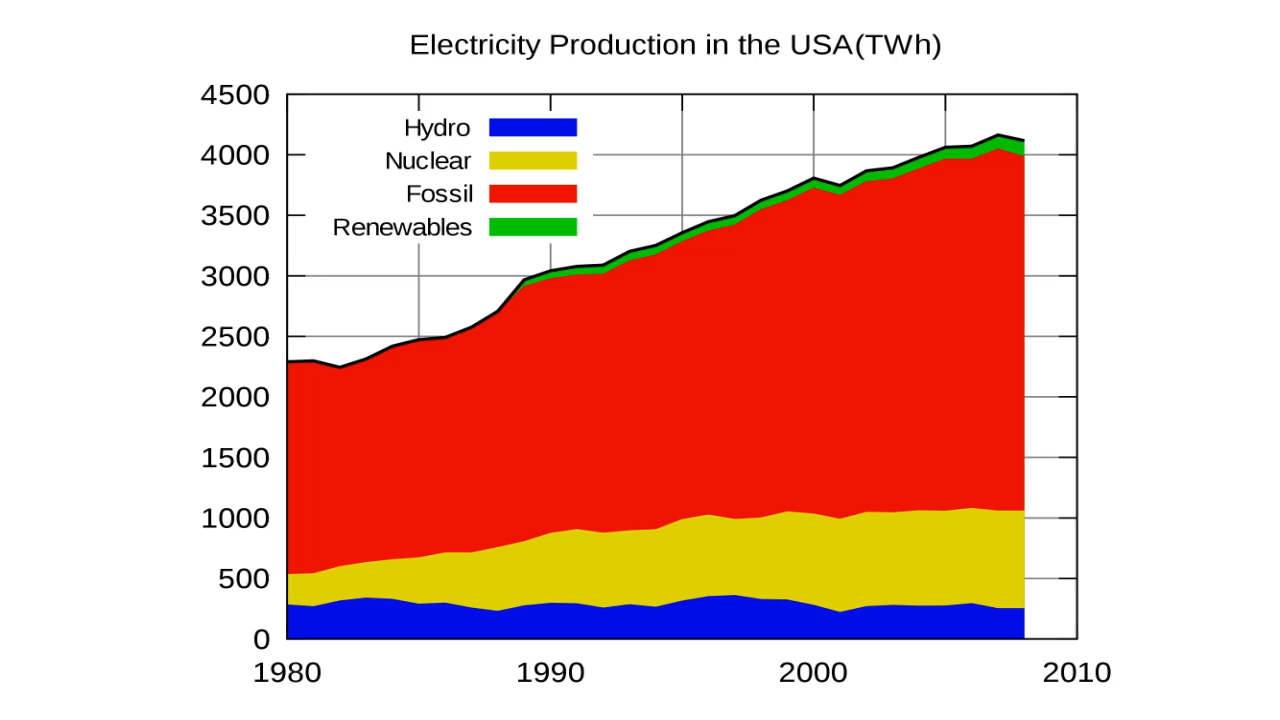 Electricity Production in the USA(TWh)
4500
4000
3500
3000
2500
2000
1500
1000
500
0
Hydro
Nuclear
Fossil
Renewables
1980 1990 2000 2010